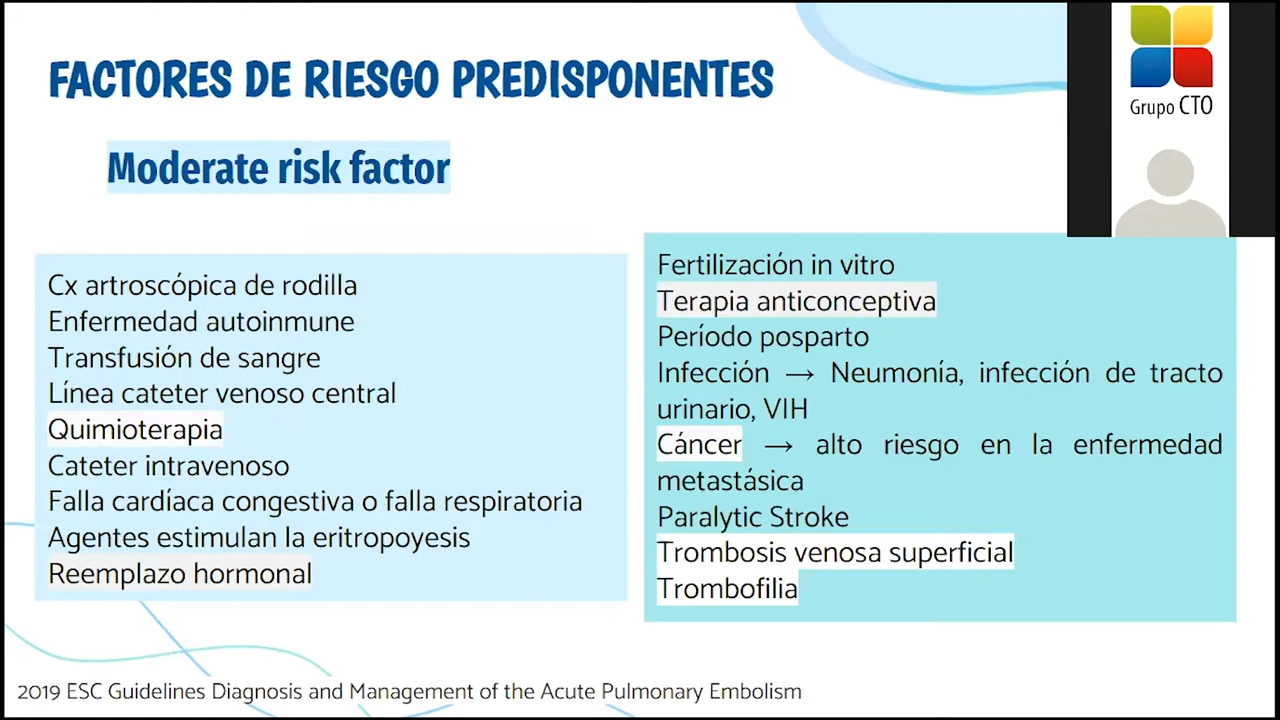 FACTORES DE RIESGO PREDISPONENTES
Grupo CTO
Moderate risk factor
Cx artroscópica de rodilla
Enfermedad autoinmune
Transfusión de sangre
Línea cateter venoso central
Quimioterapia
Cateter intravenoso
Falla cardíaca congestiva o falla respiratoria
Agentes estimulan la eritropoyesis
Reemplazo hormonal
Fertilización in vitro
Terapia anticonceptiva
Período posparto
Infección → Neumonía, infección de tracto
urinario, VIH
Cáncer → alto riesgo en la enfermedad
metastásica
Paralytic Stroke
Trombosis venosa superficial
Trombofilia
2019 ESC Guidelines Diagnosis and Management of the Acute Pulmonary Embolism